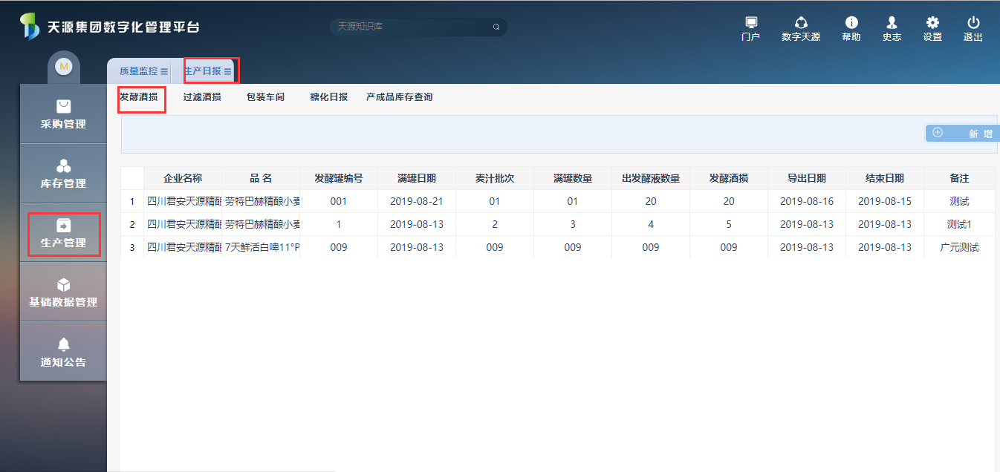 天源集团数字化管理平台
天源知识库
门户 数字天源 帮助 史志 设置 退出
M
质量监控 生产日报
采购管理
库存管理
生产管理
基础数据管理
通知公告
发酵酒损 过滤酒损 包装车间 糖化日报 产成品库存查询
新 增
企业名称 品 名 发酵罐编号 满罐日期 麦汁批次 满罐数量 出发酵液数量 发酵酒损 导出日期 结束日期 备注
1 四川君安天源精酿 劳特巴赫精酿小麦 001 2019-08-21 01 01 20 20 2019-08-16 2019-08-15 测试
2 四川君安天源精酿 劳特巴赫精酿小麦 1 2019-08-13 2 3 4 5 2019-08-13 2019-08-13 测试1
3 四川君安天源精酿 7天鲜活白啤11°P 009 2019-08-13 009 009 009 009 2019-08-13 2019-08-13 广元测试